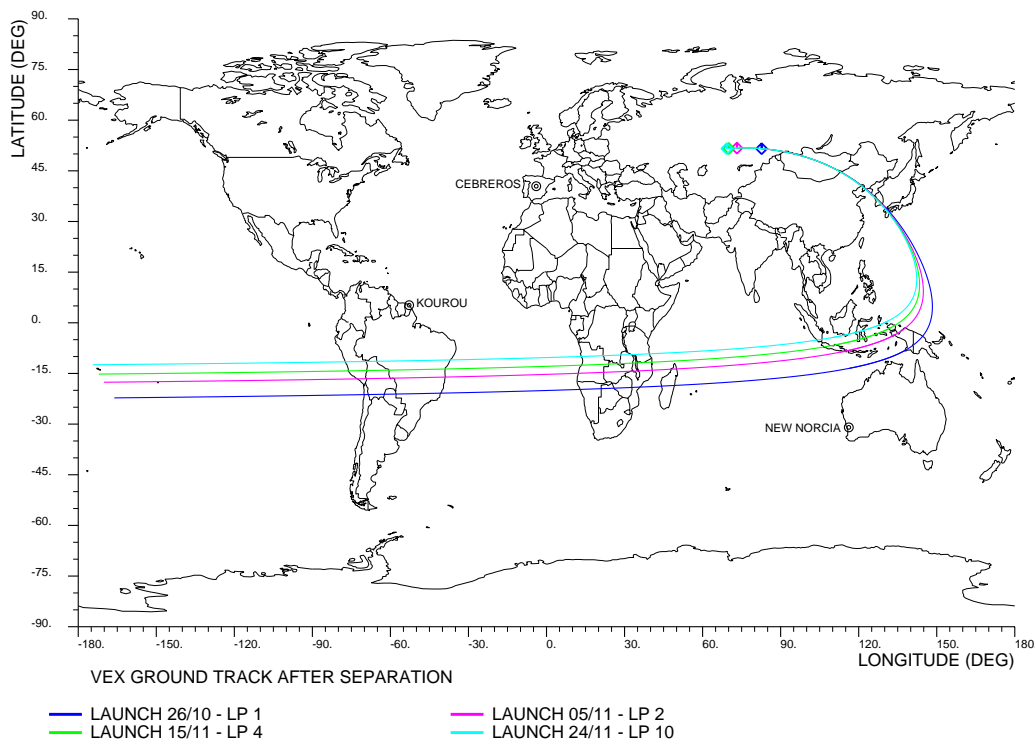 90.
75.
60.
45.
30.
15.
0.
-15.
-30.
-45.
-60.
-75.
-90.
LATITUDE (DEG)
CEBREROS
KOUROU
NEW NORCIA
-180. -150. -120. -90. -60. -30. 0. 30. 60. 90. 120. 150. 180.
LONGITUDE (DEG)
VEX GROUND TRACK AFTER SEPARATION
LAUNCH 26/10 - LP 1 LAUNCH 05/11 - LP 2
LAUNCH 15/11 - LP 4 LAUNCH 24/11 - LP 10